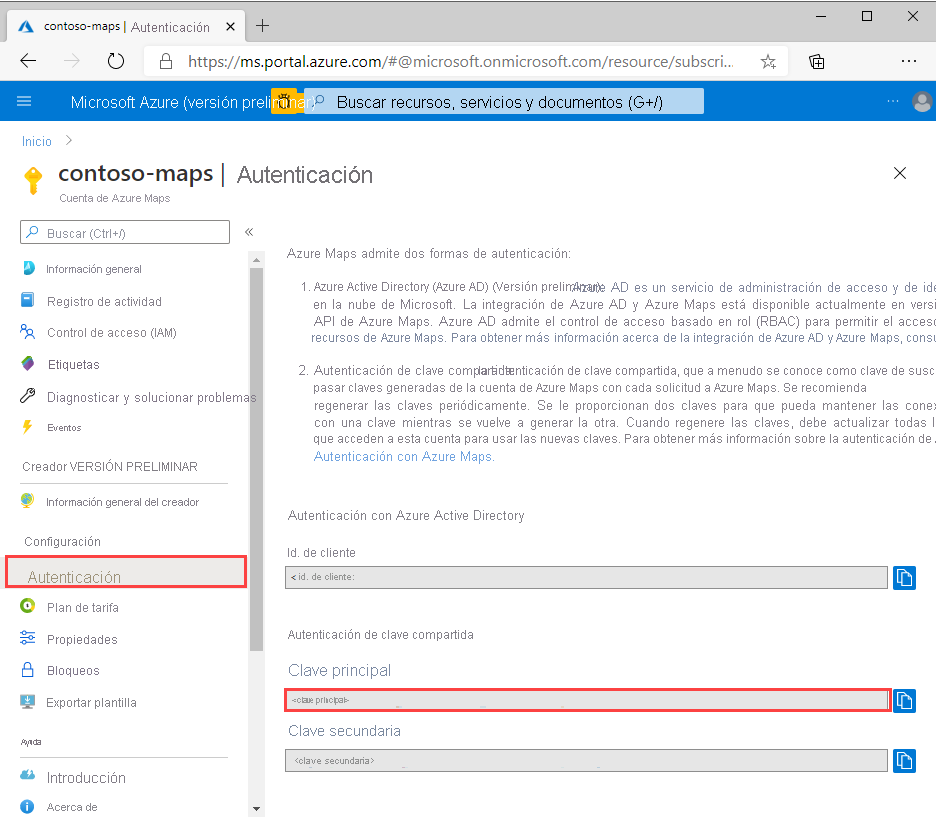 contoso-maps | Autenticación
https://ms.portal.azure.com/#@microsoft.onmicrosoft.com/resource/subscri...
Microsoft Azure (versión preliminar)
Buscar recursos, servicios y documentos (G+/)
Inicio
contoso-maps | Autenticación
Cuenta de Azure Maps
Buscar (Ctrl+/)
Información general
Registro de actividad
Control de acceso (IAM)
Etiquetas
Diagnosticar y solucionar problemas
Eventos
Creador VERSIÓN PRELIMINAR
Información general del creador
Configuración
Autenticación
Plan de tarifa
Propiedades
Bloqueos
Exportar plantilla
Ayuda
Introducción
Acerca de
Azure Maps admite dos formas de autenticación:
1. Azure Active Directory (Azure AD) (Versión preliminar): Azure AD es un servicio de administración de acceso y de ide
en la nube de Microsoft. La integración de Azure AD y Azure Maps está disponible actualmente en versi
API de Azure Maps. Azure AD admite el control de acceso basado en rol (RBAC) para permitir el acceso
recursos de Azure Maps. Para obtener más información acerca de la integración de Azure AD y Azure Maps, consu
2. Autenticación de clave compartida: la autenticación de clave compartida, que a menudo se conoce como clave de susc
pasar claves generadas de la cuenta de Azure Maps con cada solicitud a Azure Maps. Se recomienda
regenerar las claves periódicamente. Se le proporcionan dos claves para que pueda mantener las conex
con una clave mientras se vuelve a generar la otra. Cuando regenere las claves, debe actualizar todas l
que acceden a esta cuenta para usar las nuevas claves. Para obtener más información sobre la autenticación de
Autenticación con Azure Maps.
Autenticación con Azure Active Directory
Id. de cliente
< id. de cliente:
Autenticación de clave compartida
Clave principal
<clave principal>
Clave secundaria
<clave secundaria>